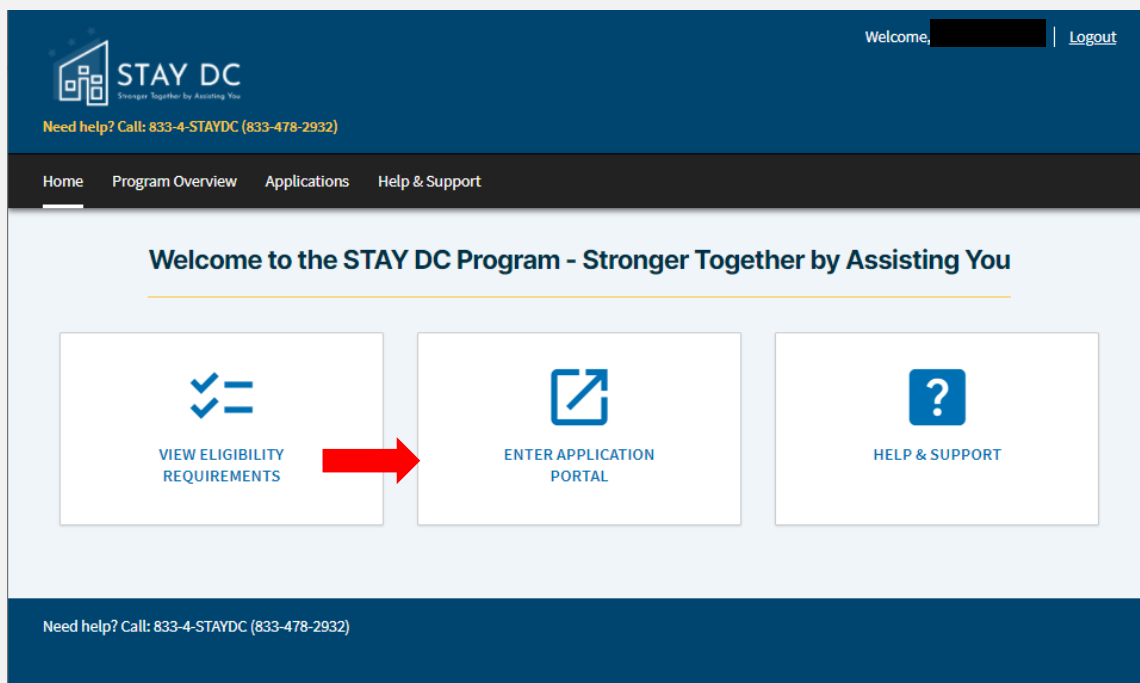 Welcome, Logout
STAY DC
Stronger Together by Assisting You
Need help? Call: 833-4-STAYDC (833-478-2932)
Home Program Overview Applications Help & Support
Welcome to the STAY DC Program - Stronger Together by Assisting You
VIEW ELIGIBILITY
REQUIREMENTS
ENTER APPLICATION
PORTAL
HELP & SUPPORT
Need help? Call: 833-4-STAYDC (833-478-2932)